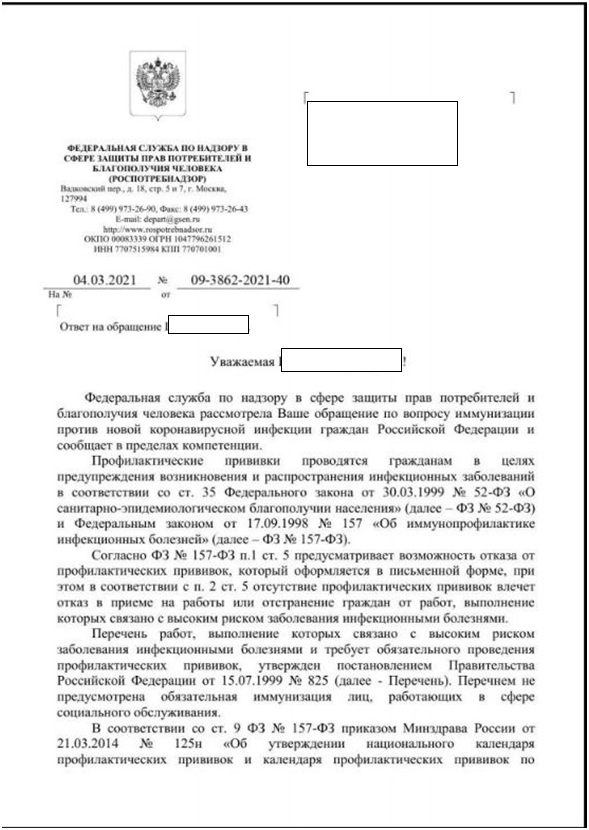 ФЕДЕРАЛЬНАЯ СЛУЖБА ПО НАДЗОРУ В
СФЕРЕ ЗАЩИТЫ ПРАВ ПОТРЕБИТЕЛЕЙ И
БЛАГОПОЛУЧИЯ ЧЕЛОВЕКА
(РОСПОТРЕБНАДЗОР)
Вадковский пер., д. 18, стр. 5 и 7, г. Москва,
127994
Тел.: 8 (499) 973-26-90, Факс: 8 (499) 973-26-43
E-mail: depart@gsen.ru
http://www.rospotrebnadsor.ru
ОКПО 00083339 ОГРН 1047796261512
ИНН 7707515984 КПП 770701001
04.03.2021 № 09-3862-2021-40
На № от
Ответ на обращение
Уважаемая !
Федеральная служба по надзору в сфере защиты прав потребителей и
благополучия человека рассмотрела Ваше обращение по вопросу иммунизации
против новой коронавирусной инфекции граждан Российской Федерации и
сообщает в пределах компетенции.
Профилактические прививки проводятся гражданам в целях
предупреждения возникновения и распространения инфекционных заболеваний
в соответствии со ст. 35 Федерального закона от 30.03.1999 № 52-ФЗ «О
санитарно-эпидемиологическом благополучии населения» (далее – ФЗ № 52-ФЗ)
и Федеральным законом от 17.09.1998 № 157 «Об иммунопрофилактике
инфекционных болезней» (далее – ФЗ № 157-ФЗ).
Согласно ФЗ № 157-ФЗ п.1 ст. 5 предусматривает возможность отказа от
профилактических прививок, который оформляется в письменной форме, при
этом в соответствии с п. 2 ст. 5 отсутствие профилактических прививок влечет
отказ в приеме на работы или отстранение граждан от работ, выполнение
которых связано с высоким риском заболевания инфекционными болезнями.
Перечень работ, выполнение которых связано с высоким риском
заболевания инфекционными болезнями и требует обязательного проведения
профилактических прививок, утвержден постановлением Правительства
Российской Федерации от 15.07.1999 № 825 (далее - Перечень). Перечнем не
предусмотрена обязательная иммунизация лиц, работающих в сфере
социального обслуживания.
В соответствии со ст. 9 ФЗ № 157-ФЗ приказом Минздрава России от
21.03.2014 № 125н «Об утверждении национального календаря
профилактических прививок и календаря профилактических прививок по